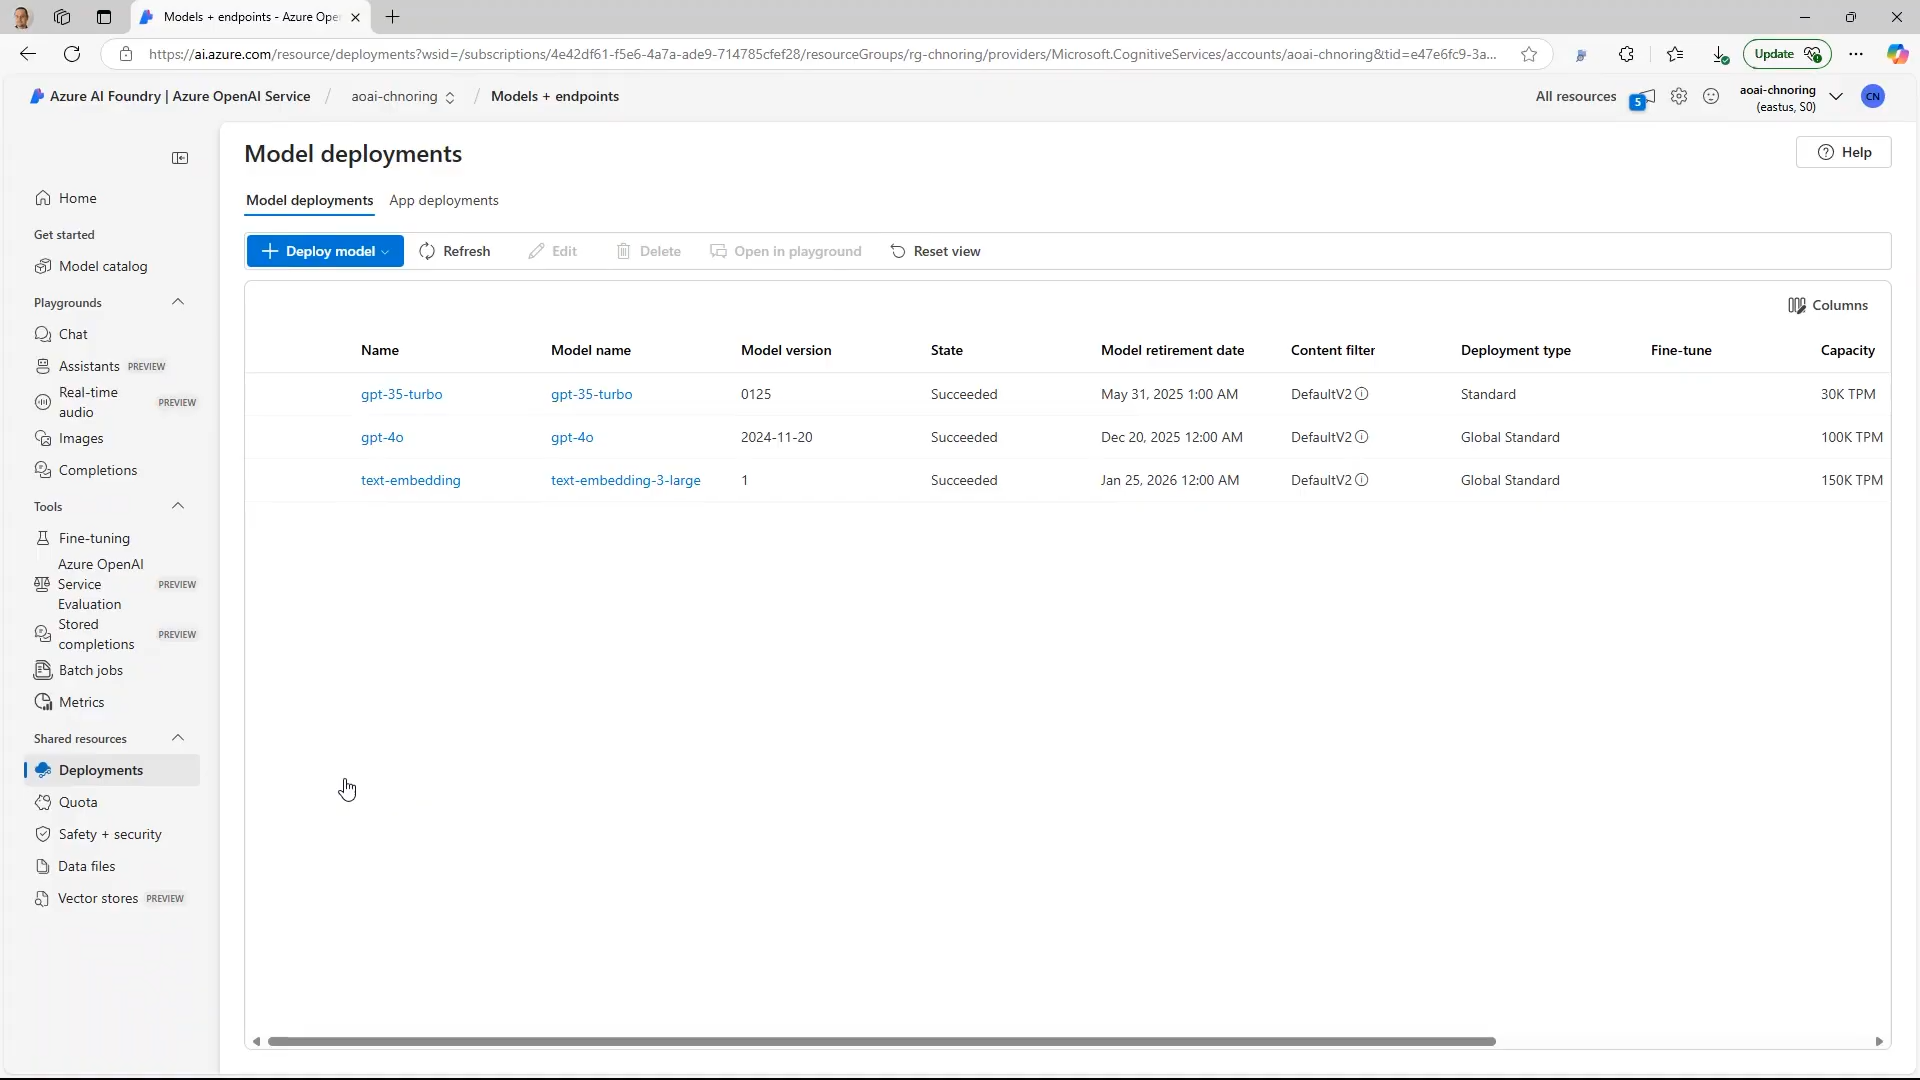 Models + endpoints - Azure Ope
https://ai.azure.com/resource/deployments?wsid=/subscriptions/4e42df61-f5e6-4a7a-ade9-714785cfef28/resourceGroups/rg-chnoring/providers/Microsoft.CognitiveServices/accounts/aoai-chnoring&tid=e47e6fc9-3a...
Update
Azure AI Foundry | Azure OpenAI Service / aoai-chnoring / Models + endpoints
All resources 5 aoai-chnoring (eastus, S0) CN
Model deployments
Help
Model deployments App deployments
Deploy model Refresh Edit Delete Open in playground Reset view
Columns
Name Model name Model version State Model retirement date Content filter Deployment type Fine-tune Capacity
gpt-35-turbo gpt-35-turbo 0125 Succeeded May 31, 2025 1:00 AM DefaultV2 Standard 30K TPM
gpt-4o gpt-4o 2024-11-20 Succeeded Dec 20, 2025 12:00 AM DefaultV2 Global Standard 100K TPM
text-embedding text-embedding-3-large 1 Succeeded Jan 25, 2026 12:00 AM DefaultV2 Global Standard 150K TPM
Home
Get started
Model catalog
Playgrounds
Chat
Assistants PREVIEW
Real-time
audio PREVIEW
Images
Completions
Tools
Fine-tuning
Azure OpenAI
Service PREVIEW
Evaluation
Stored
completions PREVIEW
Batch jobs
Metrics
Shared resources
Deployments
Quota
Safety + security
Data files
Vector stores PREVIEW